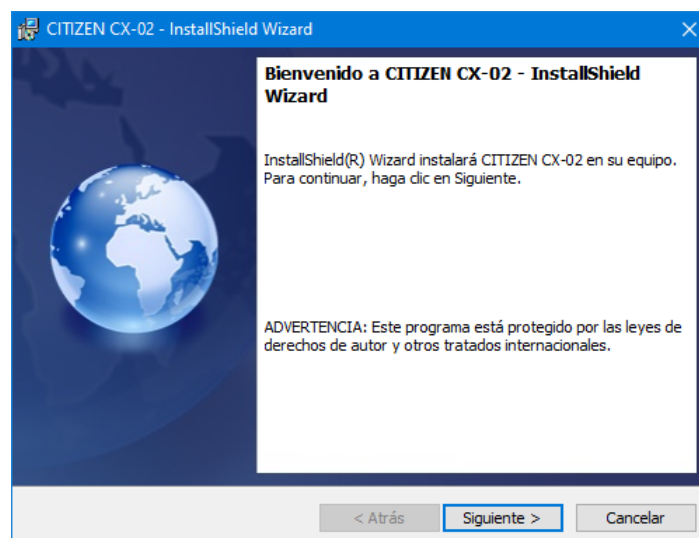 CITIZEN CX-02 - InstallShield Wizard
Bienvenido a CITIZEN CX-02 - InstallShield
Wizard
InstallShield(R) Wizard instalará CITIZEN CX-02 en su equipo.
Para continuar, haga clic en Siguiente.
ADVERTENCIA: Este programa está protegido por las leyes de
derechos de autor y otros tratados internacionales.
< Atrás Siguiente > Cancelar